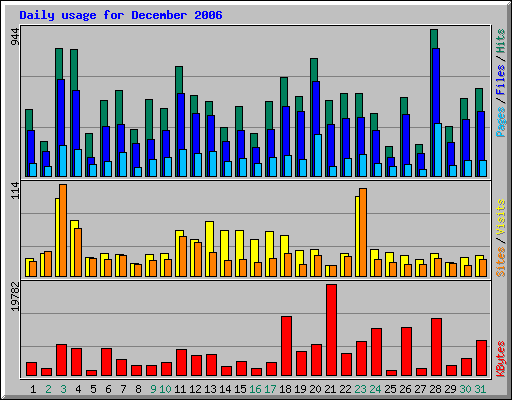 Daily usage for December 2006
944
Pages / Files / Hits
114
Sites / Visits
19782
KBytes
1 2 3 4 5 6 7 8 9 10 11 12 13 14 15 16 17 18 19 20 21 22 23 24 25 26 27 28 29 30 31